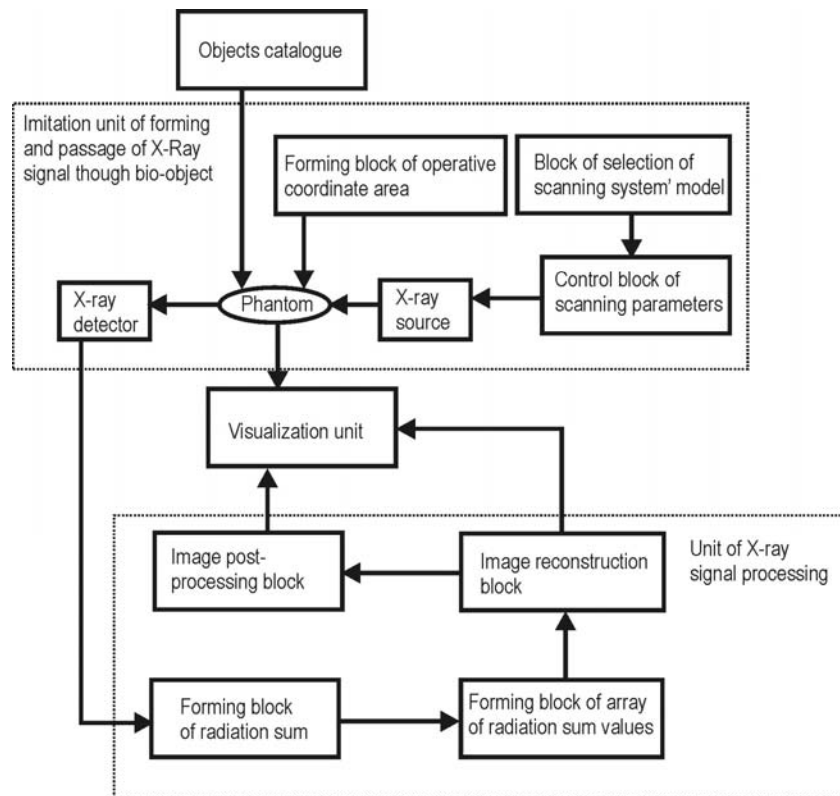 Objects catalogue
Imitation unit of forming
and passage of X-Ray
signal though bio-object
Forming block of operative
coordinate area
Block of selection of
scanning system' model
X-ray
detector
Phantom
X-ray
source
Control block of
scanning parameters
Visualization unit
Image post-
processing block
Image reconstruction
block
Unit of X-ray
signal processing
Forming block
of radiation sum
Forming block of array
of radiation sum values